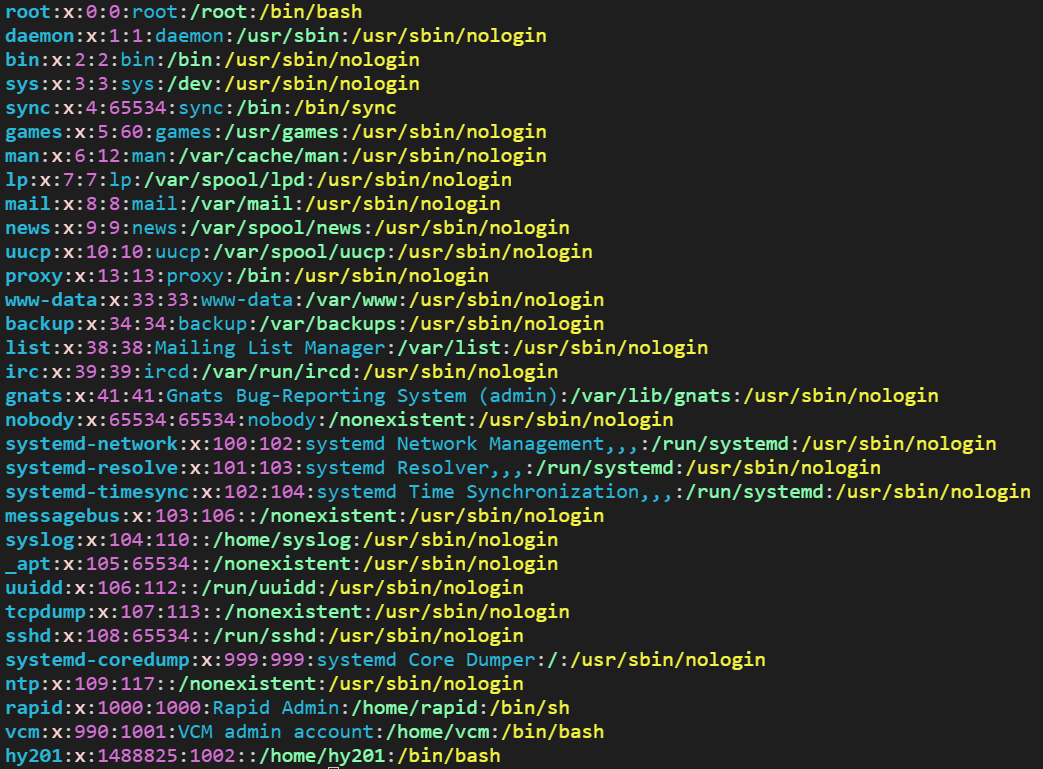 root:x:0:0:root:/root:/bin/bash
daemon:x:1:1:daemon:/usr/sbin:/usr/sbin/nologin
bin:x:2:2:bin:/bin:/usr/sbin/nologin
sys:x:3:3:sys:/dev:/usr/sbin/nologin
sync:x:4:65534:sync:/bin:/bin/sync
games:x:5:60:games:/usr/games:/usr/sbin/nologin
man:x:6:12:man:/var/cache/man:/usr/sbin/nologin
lp:x:7:7:lp:/var/spool/lpd:/usr/sbin/nologin
mail:x:8:8:mail:/var/mail:/usr/sbin/nologin
news:x:9:9:news:/var/spool/news:/usr/sbin/nologin
uucp:x:10:10:uucp:/var/spool/uucp:/usr/sbin/nologin
proxy:x:13:13:proxy:/bin:/usr/sbin/nologin
www-data:x:33:33:www-data:/var/www:/usr/sbin/nologin
backup:x:34:34:backup:/var/backups:/usr/sbin/nologin
list:x:38:38:Mailing List Manager:/var/list:/usr/sbin/nologin
irc:x:39:39:ircd:/var/run/ircd:/usr/sbin/nologin
gnats:x:41:41:Gnats Bug-Reporting System (admin):/var/lib/gnats:/usr/sbin/nologin
nobody:x:65534:65534:nobody:/nonexistent:/usr/sbin/nologin
systemd-network:x:100:102:systemd Network Management,,,:/run/systemd:/usr/sbin/nologin
systemd-resolve:x:101:103:systemd Resolver,,,:/run/systemd:/usr/sbin/nologin
systemd-timesync:x:102:104:systemd Time Synchronization,,,:/run/systemd:/usr/sbin/nologin
messagebus:x:103:106::/nonexistent:/usr/sbin/nologin
syslog:x:104:110::/home/syslog:/usr/sbin/nologin
_apt:x:105:65534::/nonexistent:/usr/sbin/nologin
uuidd:x:106:112::/run/uuidd:/usr/sbin/nologin
tcpdump:x:107:113::/nonexistent:/usr/sbin/nologin
sshd:x:108:65534::/run/sshd:/usr/sbin/nologin
systemd-coredump:x:999:999:systemd Core Dumper:/:/usr/sbin/nologin
ntp:x:109:117::/nonexistent:/usr/sbin/nologin
rapid:x:1000:1000:Rapid Admin:/home/rapid:/bin/sh
vcm:x:990:1001:VCM admin account:/home/vcm:/bin/bash
hy201:x:1488825:1002::/home/hy201:/bin/bash